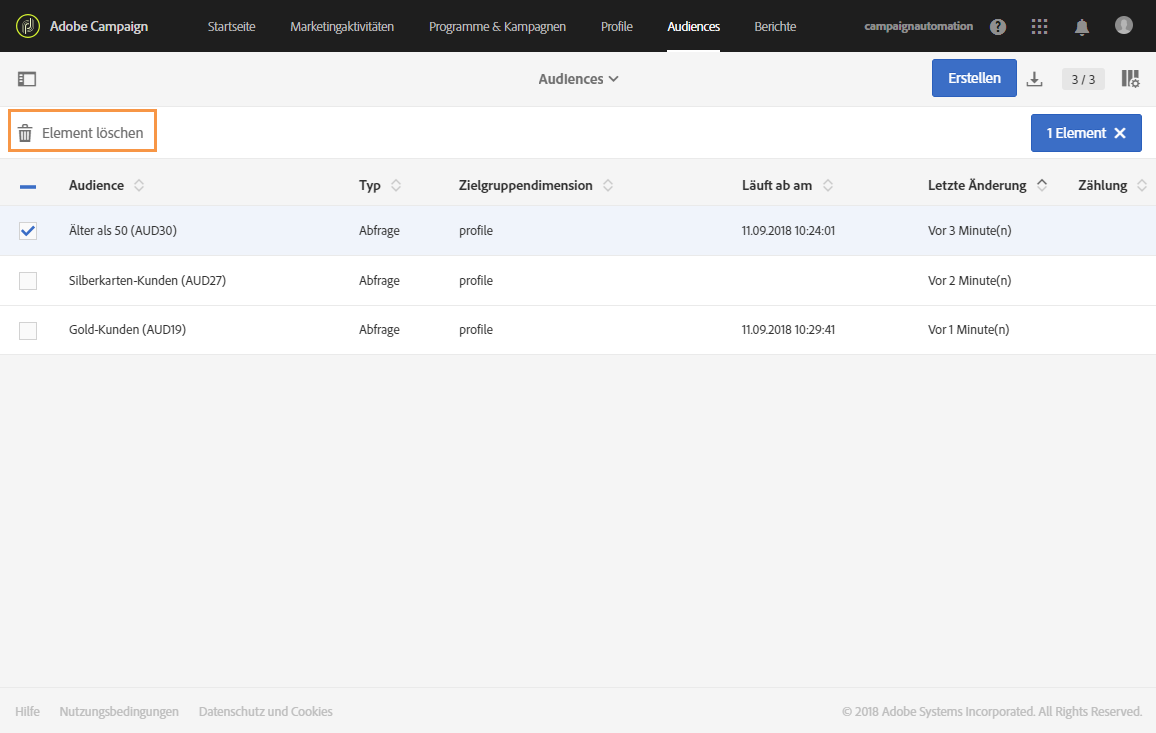 Adobe Campaign Startseite Marketingaktivitäten Programme & Kampagnen Profile Audiences Berichte campaignautomation ?
Audiences Erstellen 3 / 3
Element löschen 1 Element ×
Audience Typ Zielgruppendimension Läuft ab am Letzte Änderung Zählung
Älter als 50 (AUD30) Abfrage profile 11.09.2018 10:24:01 Vor 3 Minute(n)
Silberkarten-Kunden (AUD27) Abfrage profile Vor 2 Minute(n)
Gold-Kunden (AUD19) Abfrage profile 11.09.2018 10:29:41 Vor 1 Minute(n)
Hilfe Nutzungsbedingungen Datenschutz und Cookies © 2018 Adobe Systems Incorporated. All Rights Reserved.